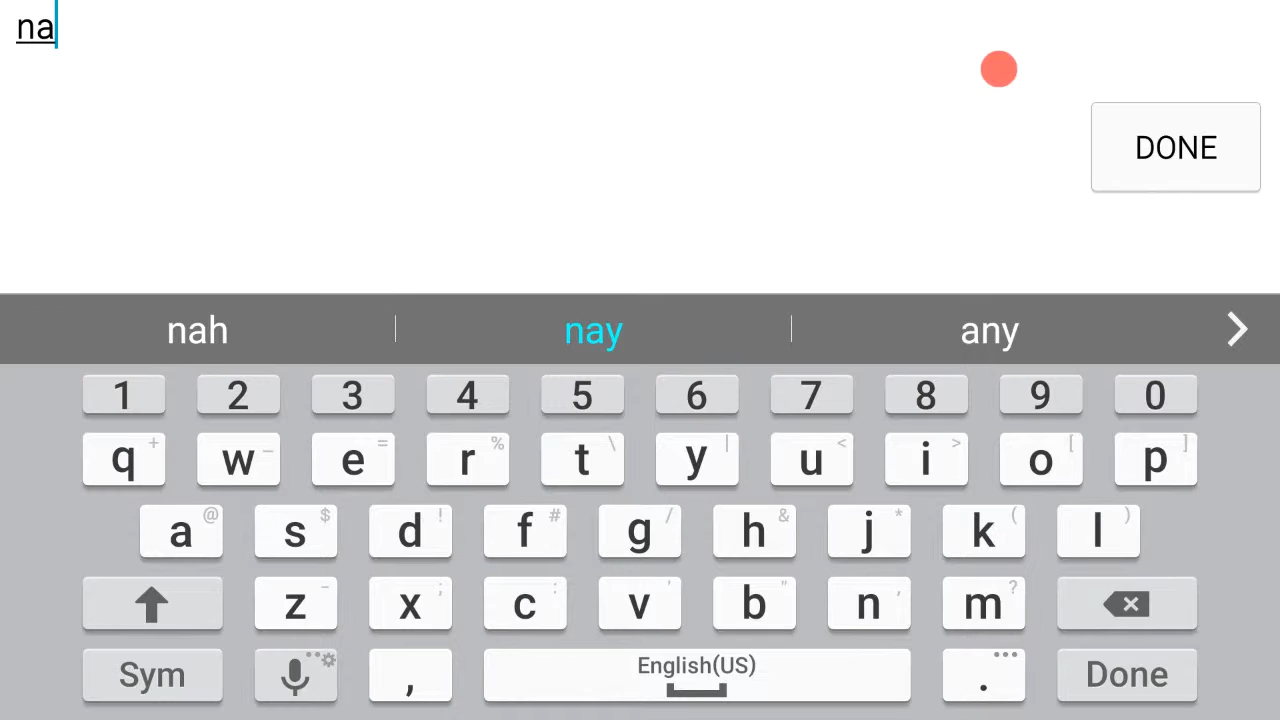 na
DONE
nah nay any
1 2 3 4 5 6 7 8 9 0
q + w _ e = r % t \ y | u < i > o [ p ]
a @ s $ d ! f # g / h & j * k ( l )
z - x ; c : v ' b " n , m ?
Sym , English(US) . Done